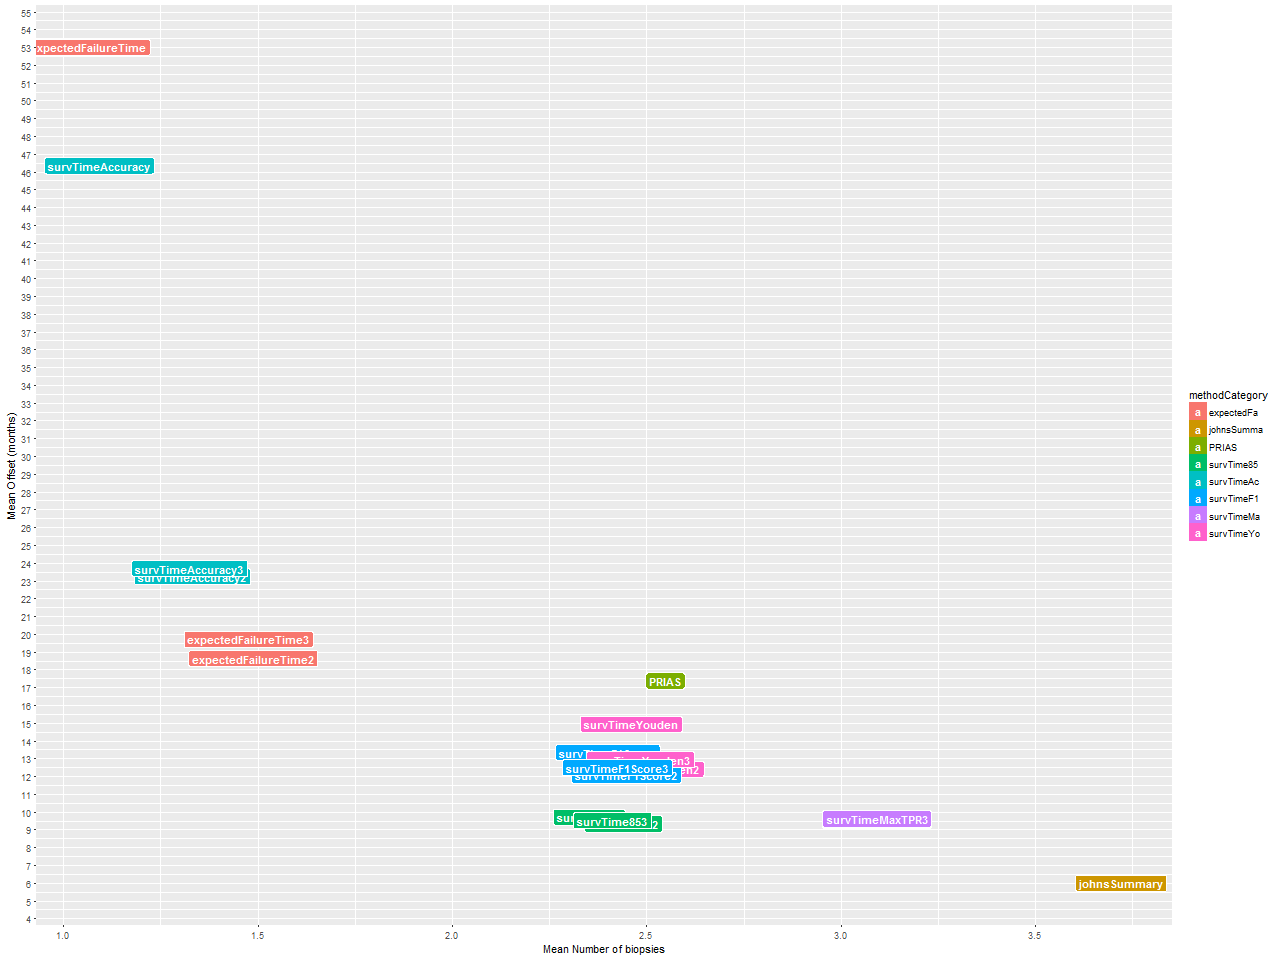 55
54
53
52
51
50
49
48
47
46
45
44
43
42
41
40
39
38
37
36
35
34
33
32
31
30
29
28
27
26
25
24
23
22
21
20
19
18
17
16
15
14
13
12
11
10
9
8
7
6
5
4
Mean Offset (months)
xpectedFailureTime
survTimeAccuracy
survTimeAccuracy3
survTimeAccuracy2
expectedFailureTime3
expectedFailureTime2
PRIAS
survTimeYouden
survTimeF1Score3
survTimeF1Score2
survTime853
survTimeMaxTPR3
johnsSummary
1.0 1.5 2.0 2.5 3.0 3.5
Mean Number of biopsies
methodCategory
a expectedFa
a johnsSumma
a PRIAS
a survTime85
a survTimeAc
a survTimeF1
a survTimeMa
a survTimeYo